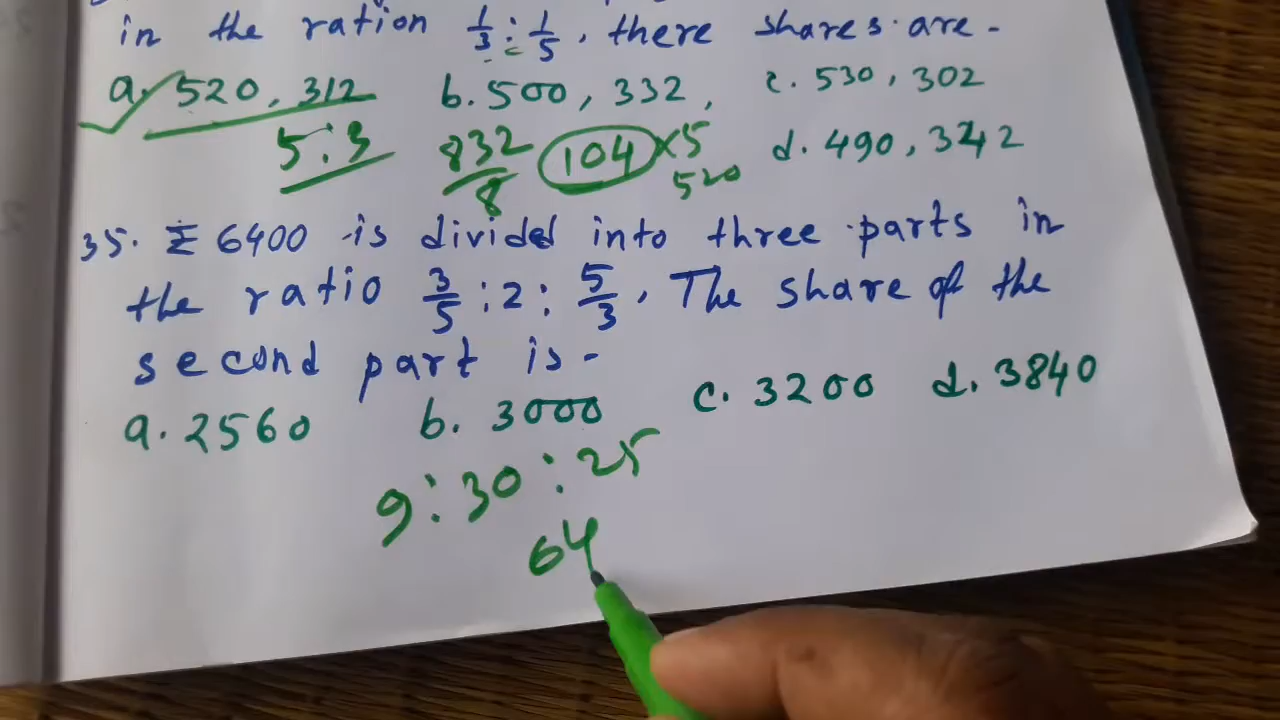 in the ration 1/3 : 1/5, there shares are -
a. 520, 312 b. 500, 332, c. 530, 302
5:3 832/8 104 x5 d. 490, 342
520
35. ₹ 6400 is divided into three parts in
the ratio 3/5 : 2 : 5/3. The share of the
second part is -
a. 2560 b. 3000 c. 3200 d. 3840
9:30:25
64